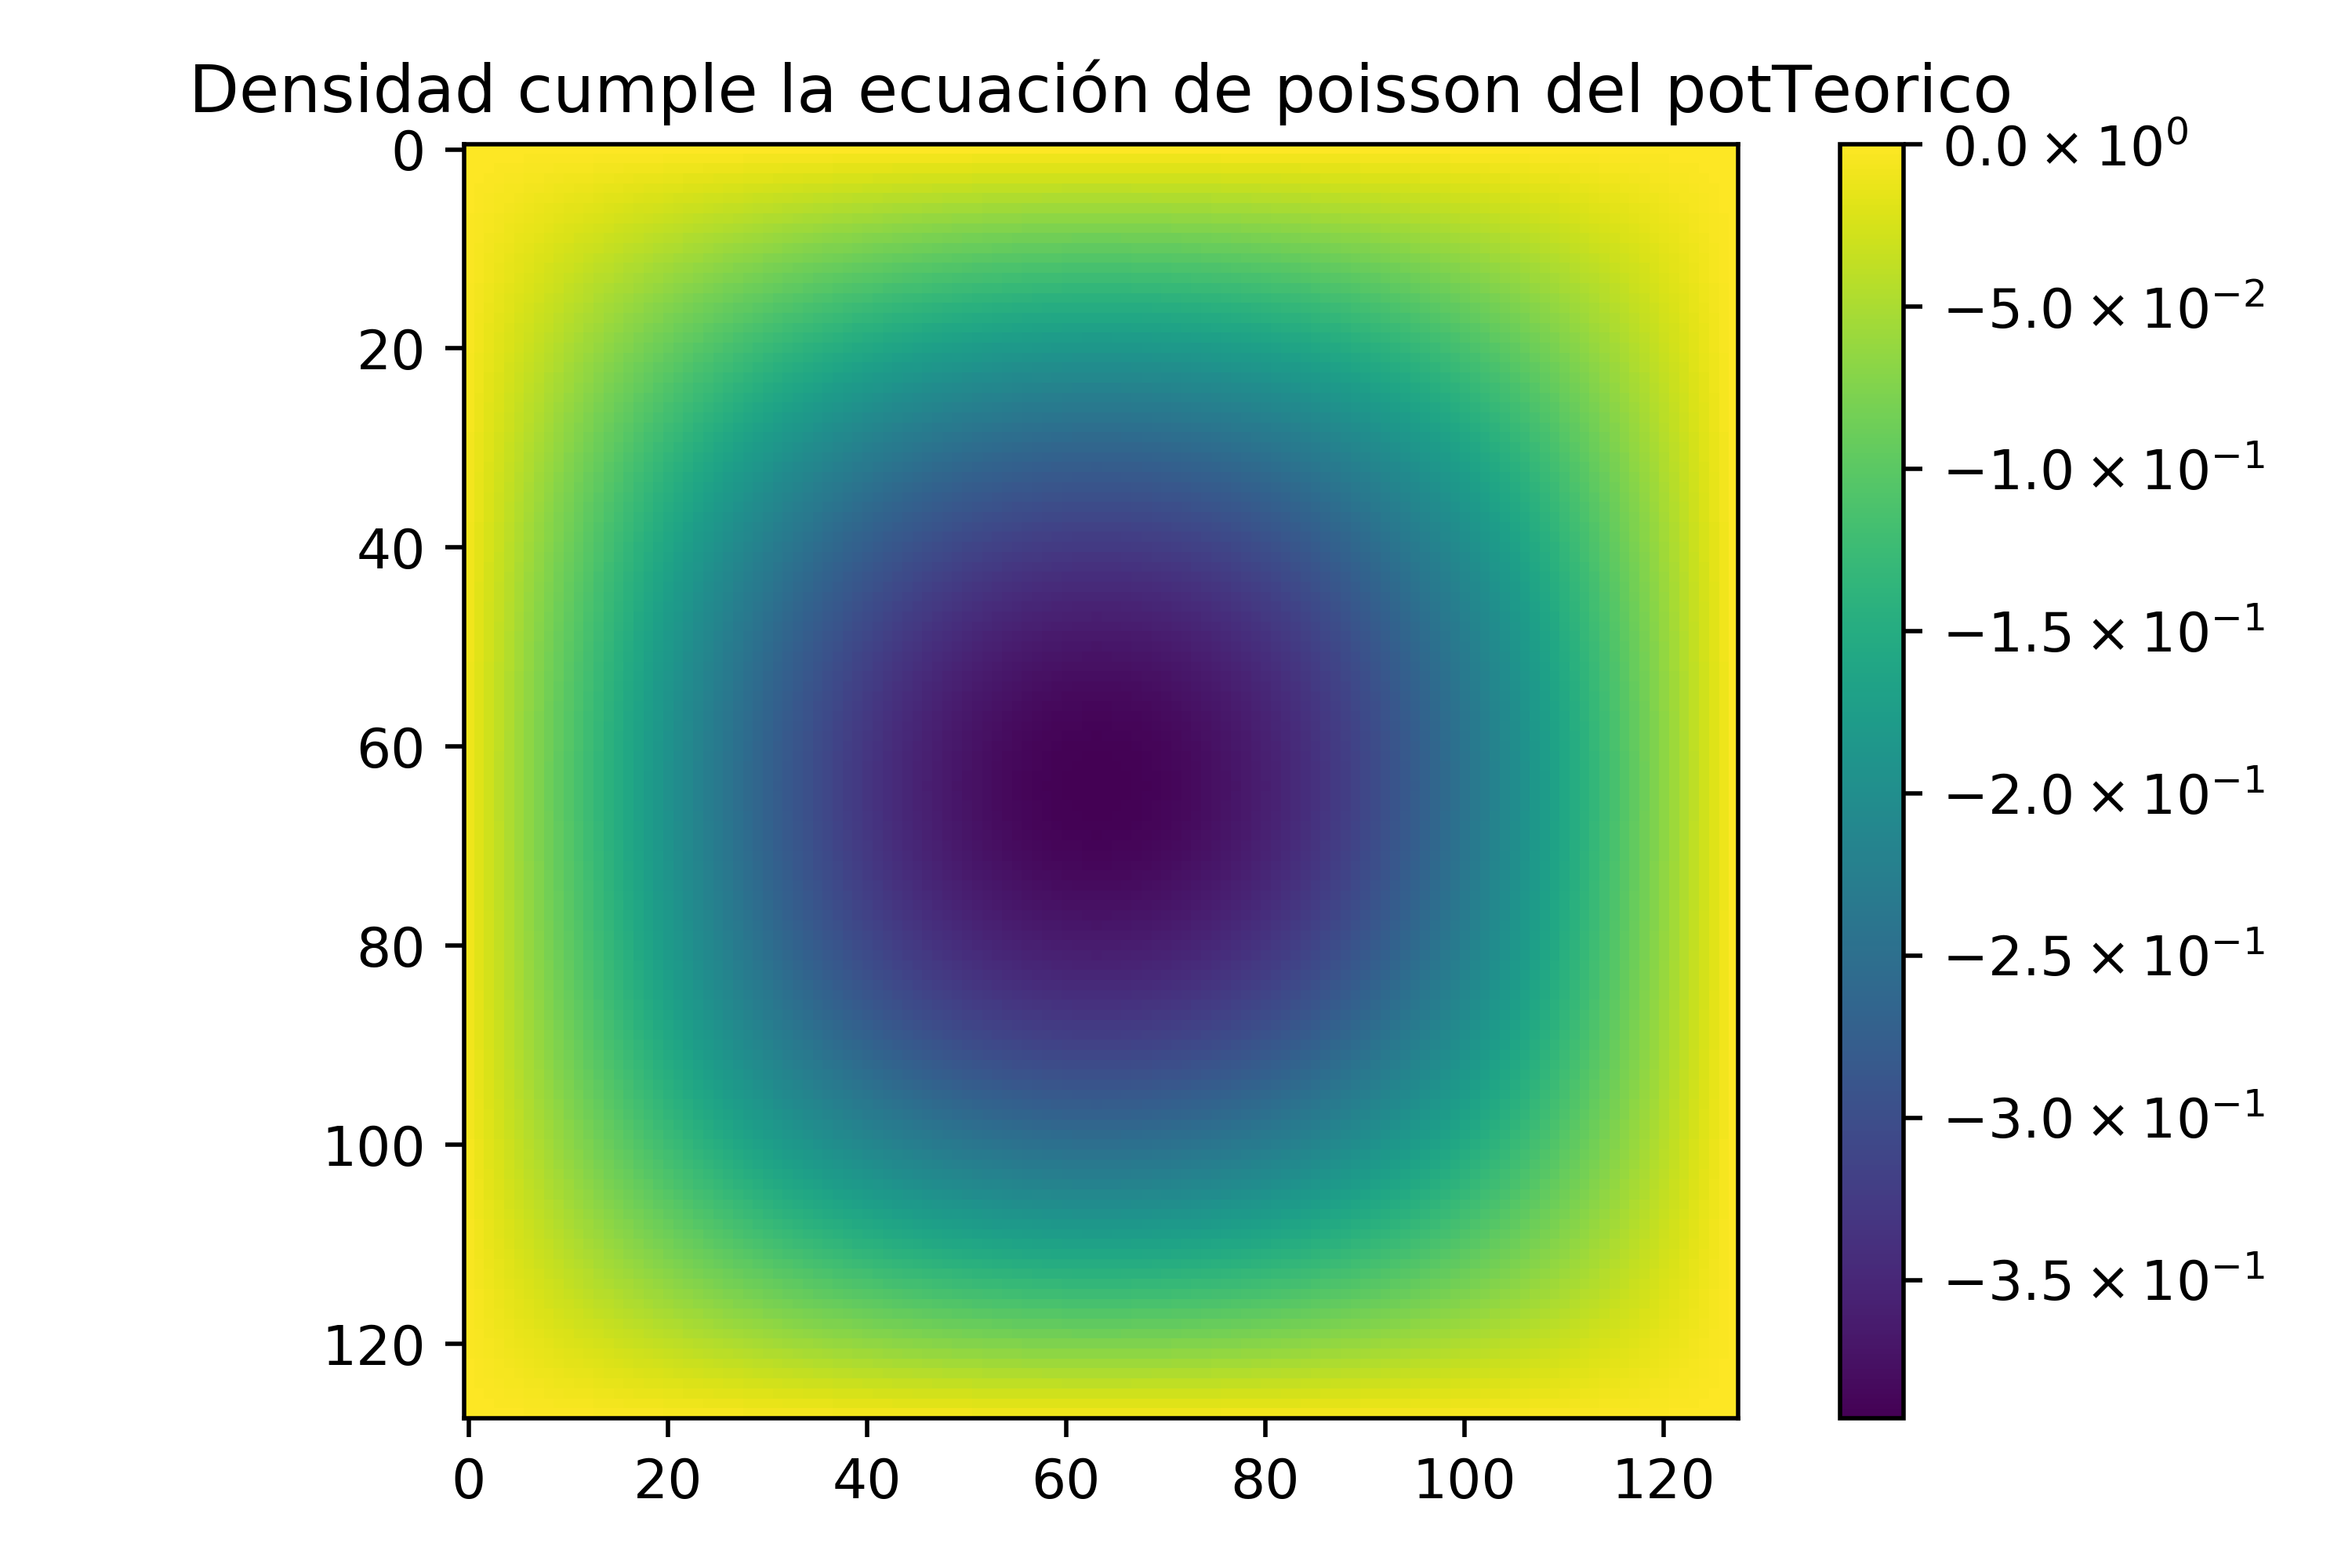 Densidad cumple la ecuación de poisson del potTeorico
0
20
40
60
80
100
120
0 20 40 60 80 100 120
0.0 × 10⁰
−5.0 × 10⁻²
−1.0 × 10⁻¹
−1.5 × 10⁻¹
−2.0 × 10⁻¹
−2.5 × 10⁻¹
−3.0 × 10⁻¹
−3.5 × 10⁻¹